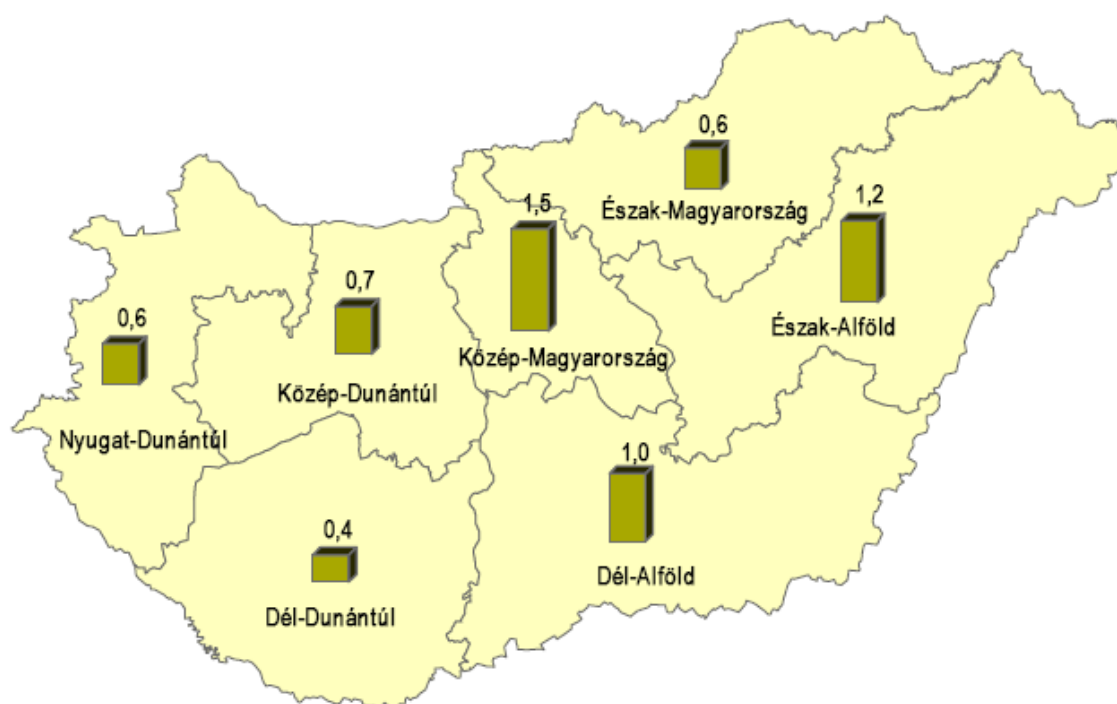 0,6
Észak-Magyarország
1,5
Közép-Magyarország
1,2
Észak-Alföld
0,7
Közép-Dunántúl
0,6
Nyugat-Dunántúl
1,0
Dél-Alföld
0,4
Dél-Dunántúl